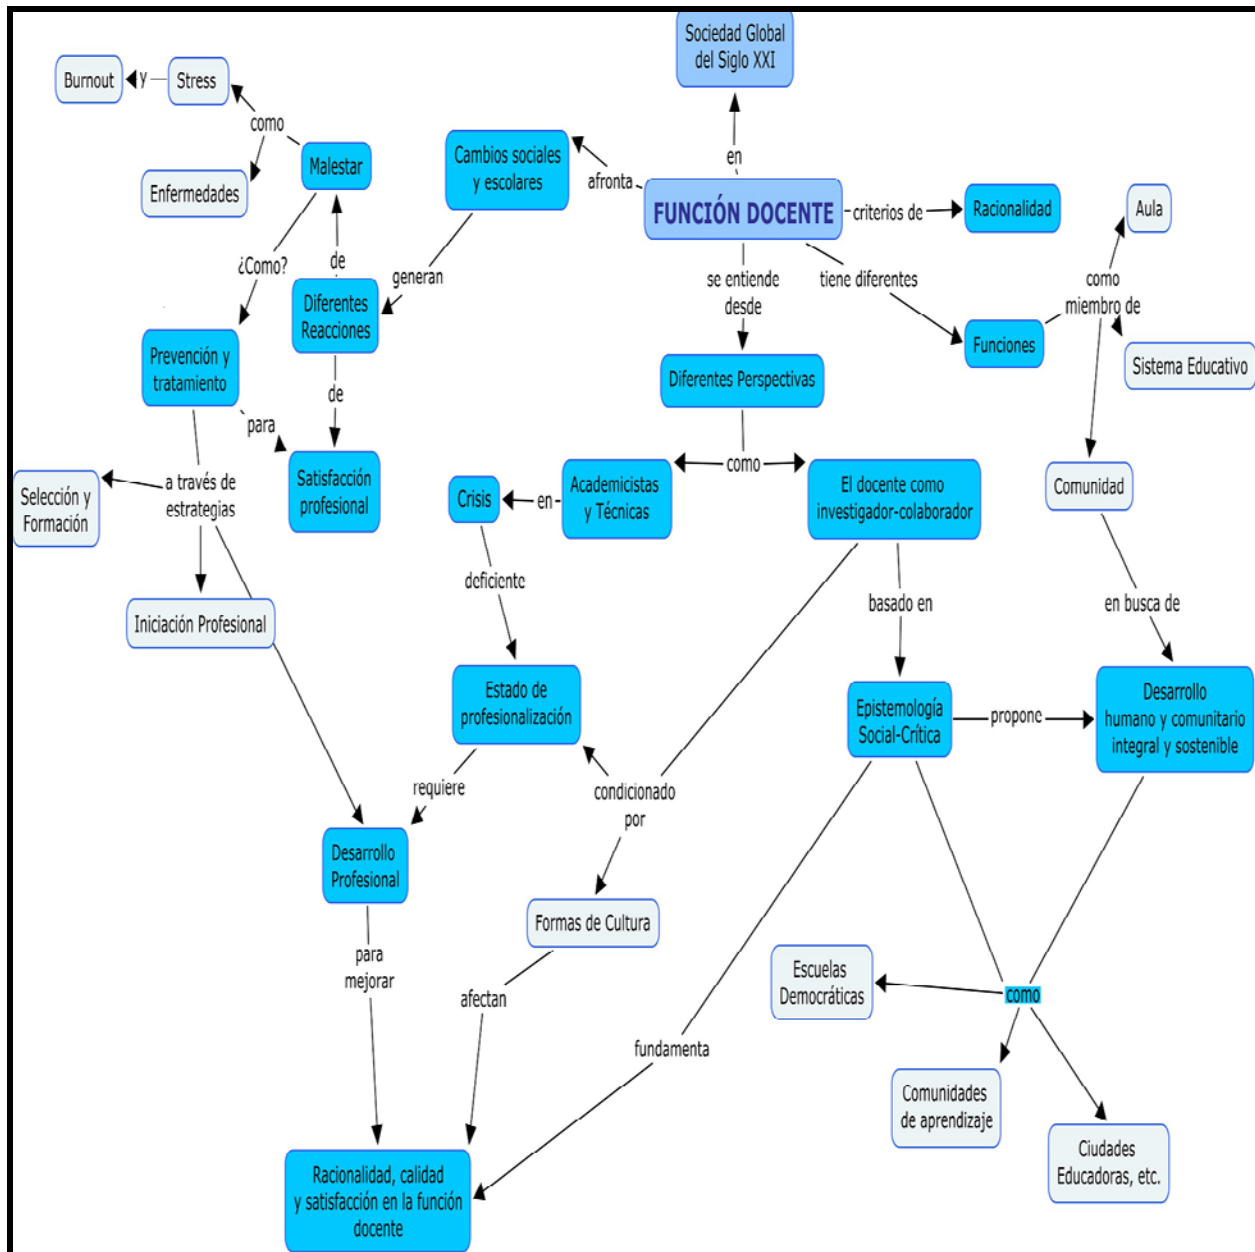 Sociedad Global
del Siglo XXI
Burnout
y
Stress
como
Enfermedades
Malestar
Cambios sociales
y escolares
afronta
en
FUNCIÓN DOCENTE
criterios de
Racionalidad
Aula
¿Como?
de
generan
se entiende
desde
tiene diferentes
como
miembro de
Diferentes
Reacciones
Prevención y
tratamiento
Funciones
Sistema Educativo
Diferentes Perspectivas
de
para
a través de
estrategias
Selección y
Formación
Satisfacción
profesional
Crisis
en
Academicistas
y Técnicas
como
El docente como
investigador-colaborador
Comunidad
deficiente
basado en
en busca de
Iniciación Profesional
Estado de
profesionalización
Epistemología
Social-Crítica
propone
Desarrollo
humano y comunitario
integral y sostenible
requiere
condicionado
por
Desarrollo
Profesional
Formas de Cultura
para
mejorar
afectan
Escuelas
Democráticas
como
fundamenta
Comunidades
de aprendizaje
Ciudades
Educadoras, etc.
Racionalidad, calidad
y satisfacción en la función
docente